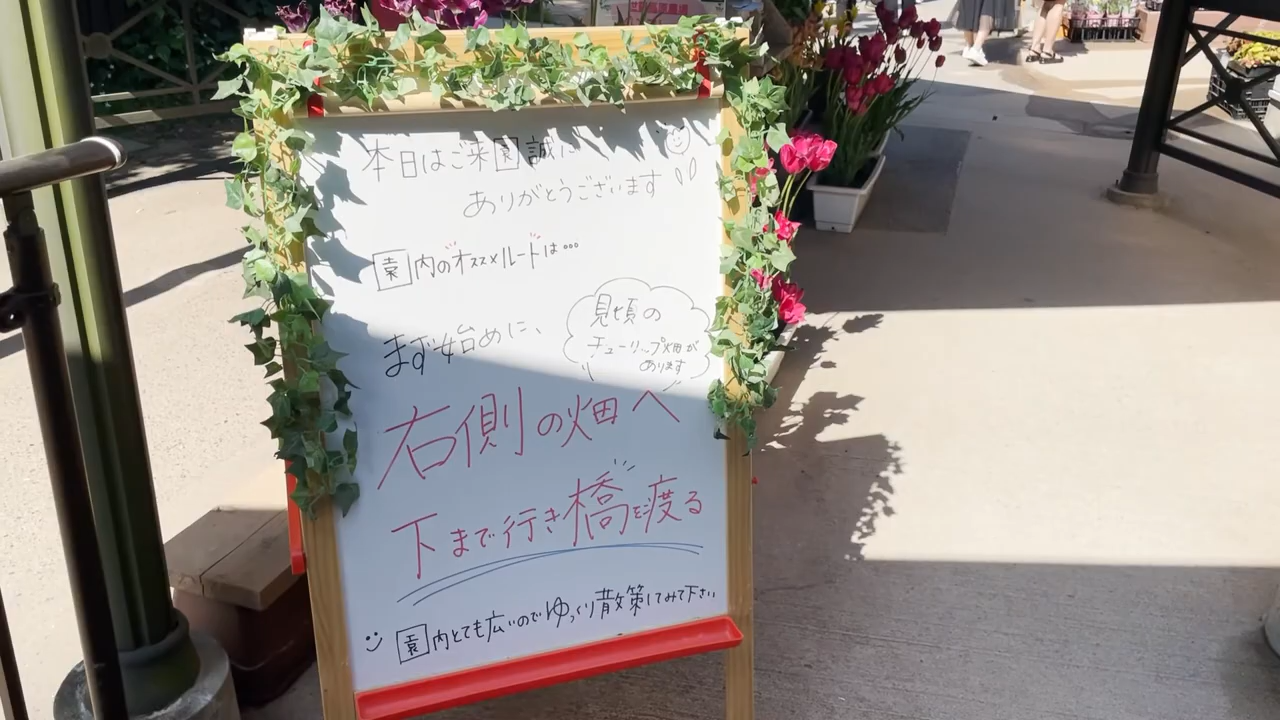 本日はご来園誠に
ありがとうございます
園内のオススメルートは…
まず始めに、
見頃の
チューリップ畑が
あります
右側の畑へ
下まで行き橋を渡る
園内とても広いのでゆっくり散策してみて下さい